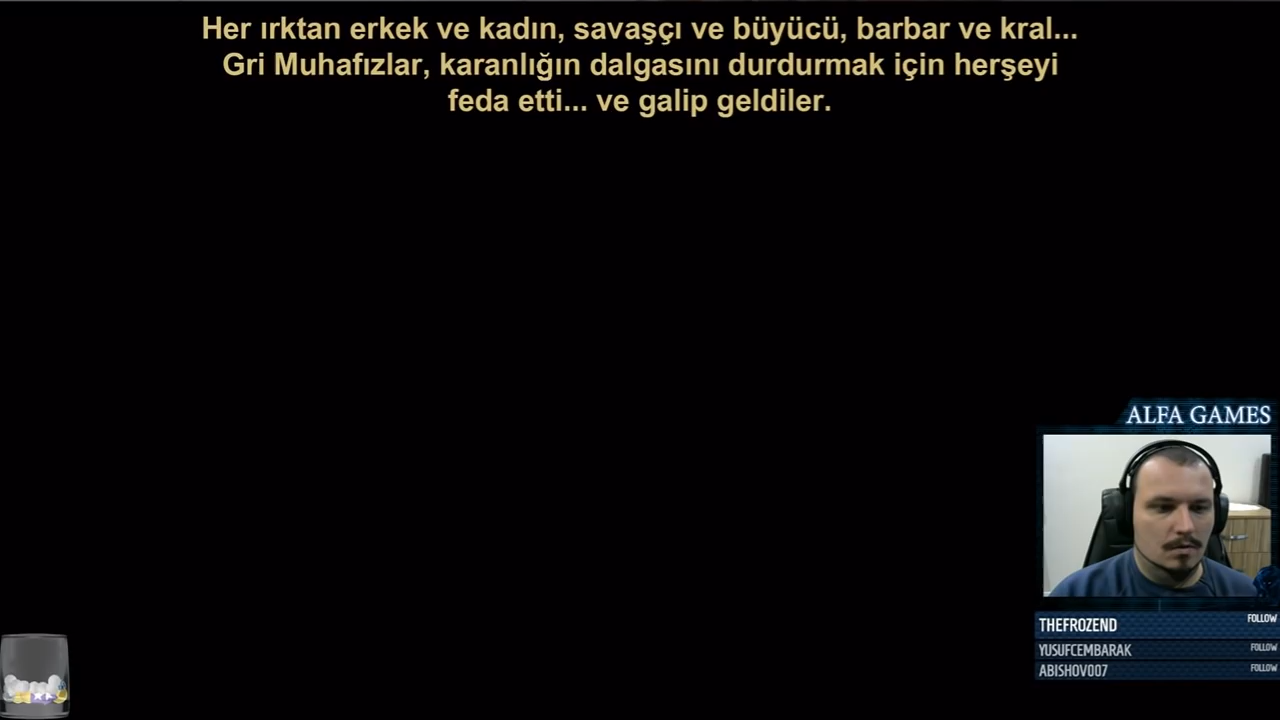 Her ırktan erkek ve kadın, savaşçı ve büyücü, barbar ve kral...
Gri Muhafızlar, karanlığın dalgasını durdurmak için herşeyi
feda etti... ve galip geldiler.
ALFA GAMES
THEFROZEND FOLLOW
YUSUFCEMBARAK FOLLOW
ABISHOV007 FOLLOW